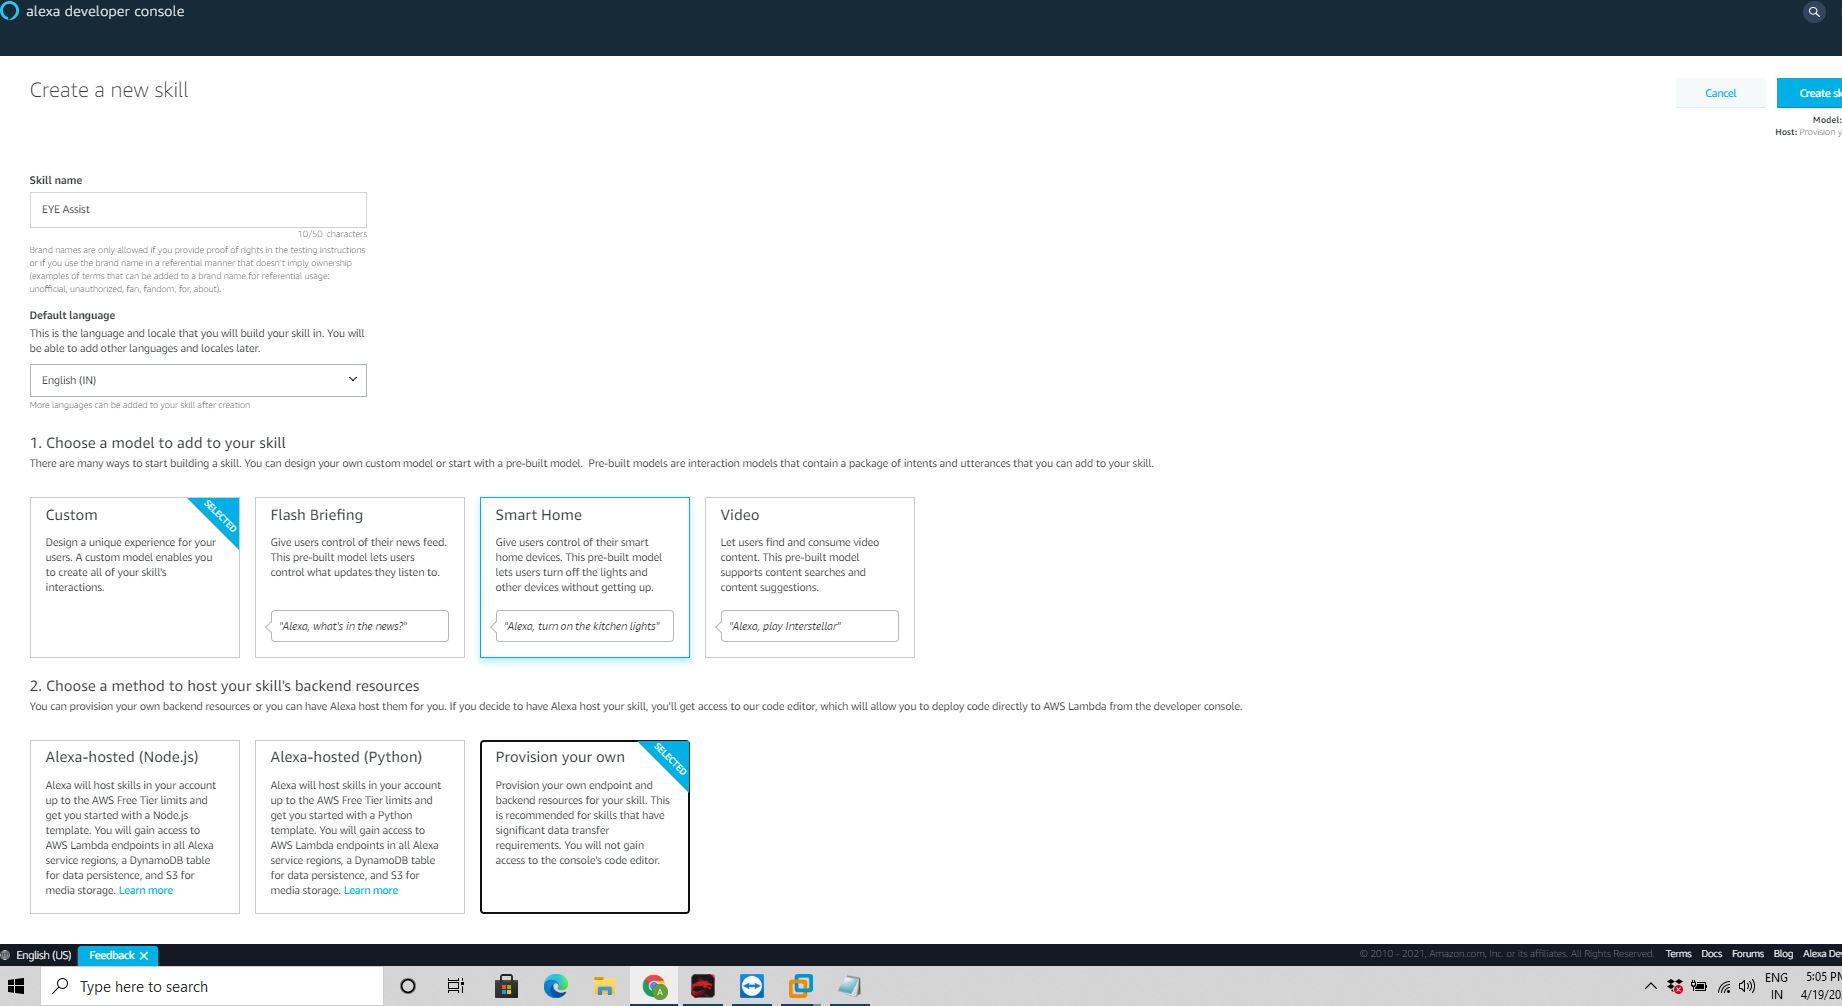 alexa developer console
Create a new skill
Cancel
Create sk
Model:
Host: Provision y
Skill name
EYE Assist
10/50 characters
Brand names are only allowed if you provide proof of rights in the testing instructions
or if you use the brand name in a referential manner that doesn't imply ownership
(examples of terms that can be added to a brand name for referential usage:
unofficial, unauthorized, fan, fandom, for, about).
Default language
This is the language and locale that you will build your skill in. You will
be able to add other languages and locales later.
English (IN)
More languages can be added to your skill after creation
1. Choose a model to add to your skill
There are many ways to start building a skill. You can design your own custom model or start with a pre-built model. Pre-built models are interaction models that contain a package of intents and utterances that you can add to your skill.
Custom
SELECTED
Design a unique experience for your
users. A custom model enables you
to create all of your skill's
interactions.
Flash Briefing
Give users control of their news feed.
This pre-built model lets users
control what updates they listen to.
"Alexa, what's in the news?"
Smart Home
Give users control of their smart
home devices. This pre-built model
lets users turn off the lights and
other devices without getting up.
"Alexa, turn on the kitchen lights"
Video
Let users find and consume video
content. This pre-built model
supports content searches and
content suggestions.
"Alexa, play Interstellar"
2. Choose a method to host your skill's backend resources
You can provision your own backend resources or you can have Alexa host them for you. If you decide to have Alexa host your skill, you'll get access to our code editor, which will allow you to deploy code directly to AWS Lambda from the developer console.
Alexa-hosted (Node.js)
Alexa will host skills in your account
up to the AWS Free Tier limits and
get you started with a Node.js
template. You will gain access to
AWS Lambda endpoints in all Alexa
service regions, a DynamoDB table
for data persistence, and S3 for
media storage. Learn more
Alexa-hosted (Python)
Alexa will host skills in your account
up to the AWS Free Tier limits and
get you started with a Python
template. You will gain access to
AWS Lambda endpoints in all Alexa
service regions, a DynamoDB table
for data persistence, and S3 for
media storage. Learn more
Provision your own
SELECTED
Provision your own endpoint and
backend resources for your skill. This
is recommended for skills that have
significant data transfer
requirements. You will not gain
access to the console's code editor.
English (US)
Feedback
© 2010 - 2021, Amazon.com, Inc. or its affiliates. All Rights Reserved.
Terms Docs Forums Blog Alexa De
Type here to search
A
ENG
IN
5:05 P
4/19/20